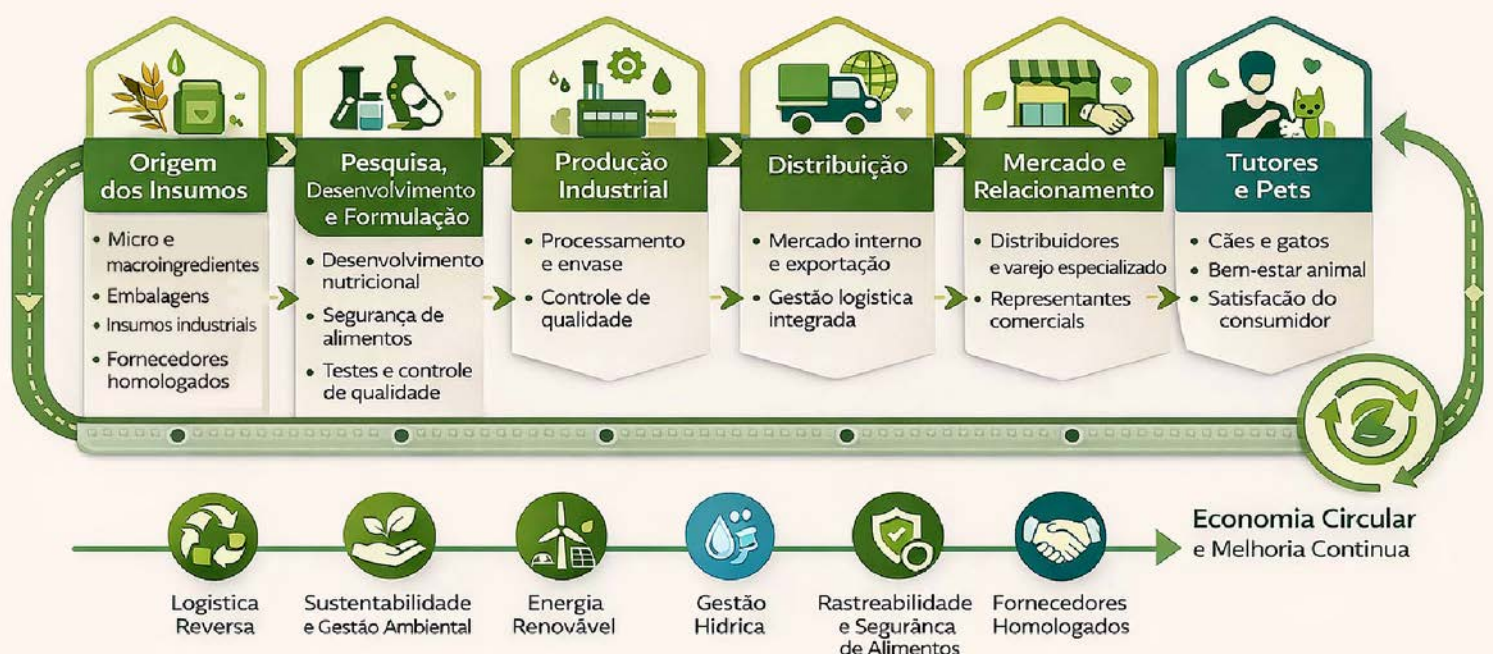 Origem
dos Insumos
• Micro e
macroingredientes
• Embalagens
• Insumos industriais
• Fornecedores
homologados
Pesquisa,
Desenvolvimento
e Formulação
• Desenvolvimento
nutricional
• Segurança de
alimentos
• Testes e controle
de qualidade
Produção
Industrial
• Processamento
e envase
• Controle de
qualidade
Distribuição
• Mercado interno
e exportação
• Gestão logistica
integrada
Mercado e
Relacionamento
• Distribuidores
e varejo especializado
• Representantes
comercials
Tutores
e Pets
• Cães e gatos
• Bem-estar animal
• Satisfacão do
consumidor
Logistica
Reversa
Sustentabilidade
e Gestão Ambiental
Energia
Renovável
Gestão
Hidrica
Rastreabilidade
e Segurânca
de Alimentos
Fornecedores
Homologados
Economia Circular
e Melhoria Continua